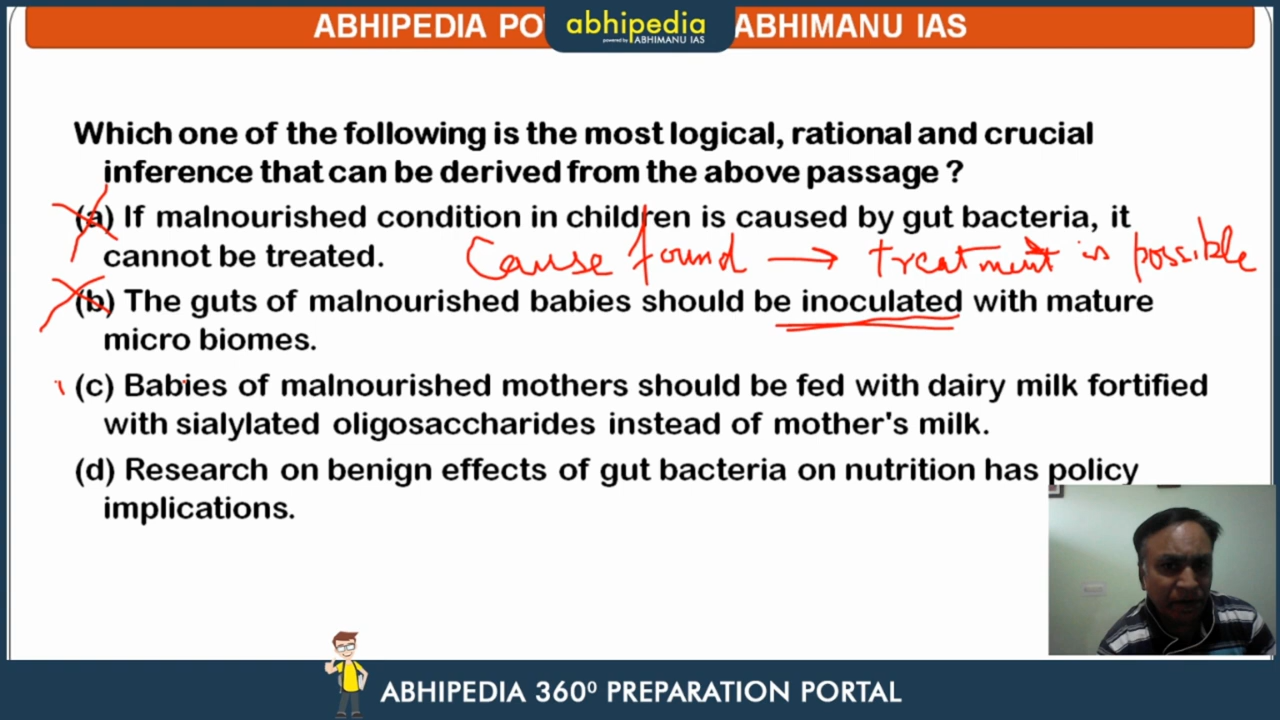 ABHIPEDIA PO abhipedia ABHIMANU IAS
powered by ABHIMANU IAS
Which one of the following is the most logical, rational and crucial
inference that can be derived from the above passage ?
(a) If malnourished condition in children is caused by gut bacteria, it
cannot be treated.
Cause found → treatment is possible
(b) The guts of malnourished babies should be inoculated with mature
micro biomes.
(c) Babies of malnourished mothers should be fed with dairy milk fortified
with sialylated oligosaccharides instead of mother's milk.
(d) Research on benign effects of gut bacteria on nutrition has policy
implications.
ABHIPEDIA 360⁰ PREPARATION PORTAL